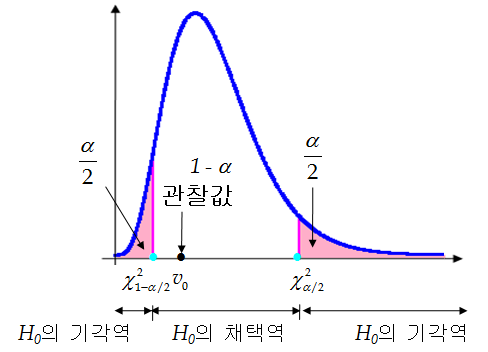 α/2
1 - α
관찰값
α/2
χ²₁₋α/₂ v₀ χ²α/₂
H₀의 기각역 H₀의 채택역 H₀의 기각역